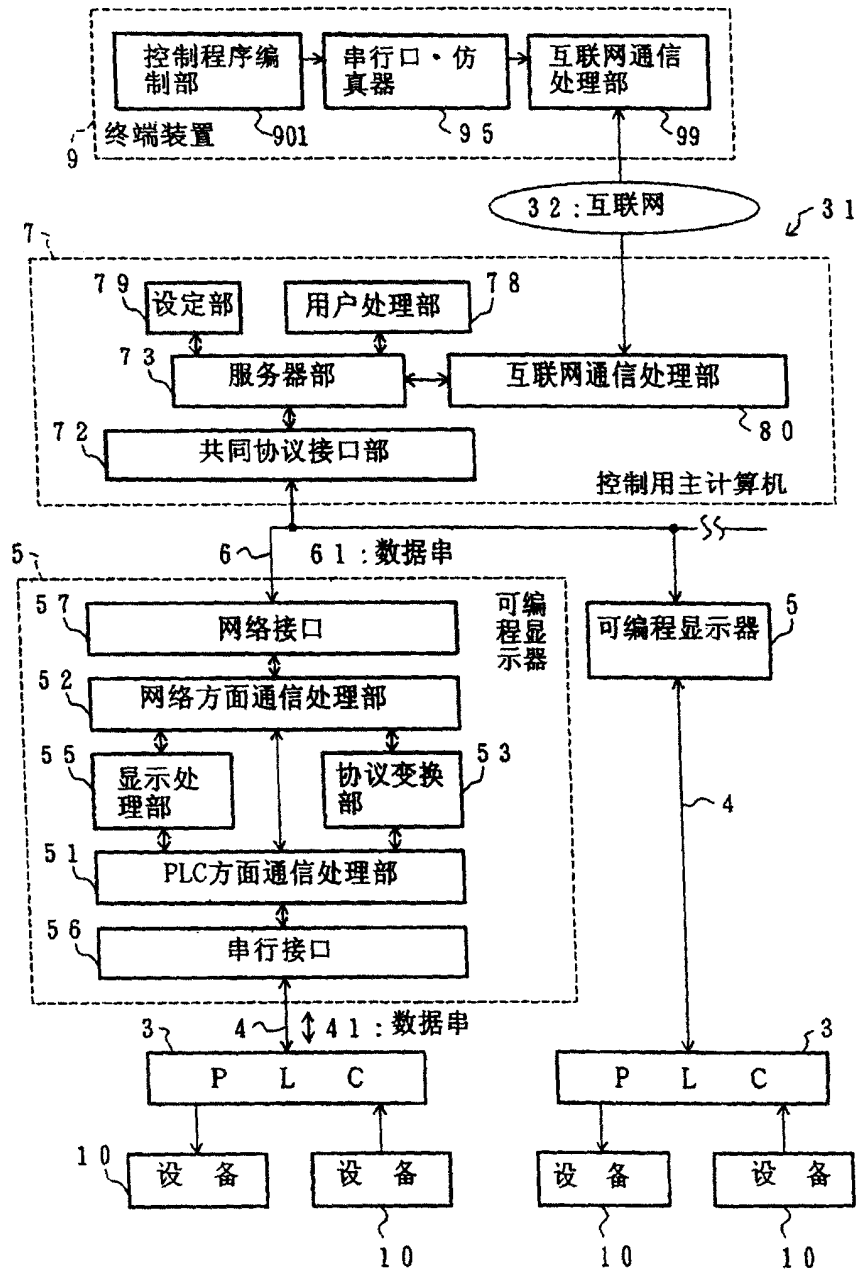 控制程序编
制部
串行口·仿
真器
互联网通信
处理部
901
95
99
终端装置
9
32:互联网
31
7
79
设定部
用户处理部
78
73
服务器部
互联网通信处理部
80
72
共同协议接口部
控制用主计算机
5
6
61:数据串
57
网络接口
可编
程显
示器
可编程显示器
5
52
网络方面通信处理部
55
显示处
理部
协议变换
部
53
4
51
PLC方面通信处理部
56
串行接口
4
41:数据串
3
PLC
3
PLC
10
设备
设备
设备
设备
10
10
10